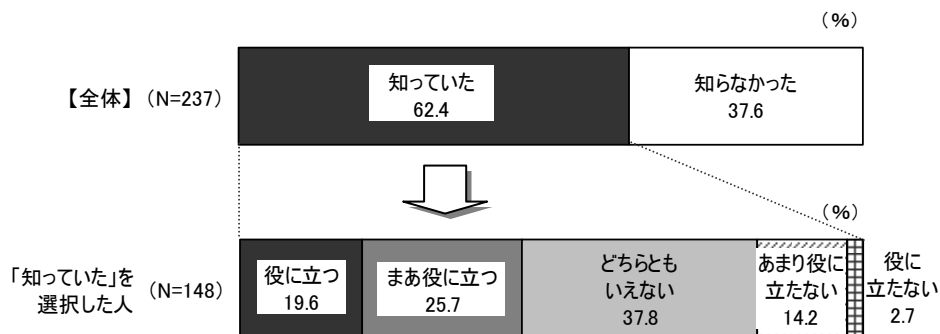 (%)
【全体】 (N=237)
知っていた
62.4
知らなかった
37.6
(%)
「知っていた」を
選択した人
(N=148)
役に立つ
19.6
まあ役に立つ
25.7
どちらとも
いえない
37.8
あまり役に
立たない
14.2
役に
立たない
2.7